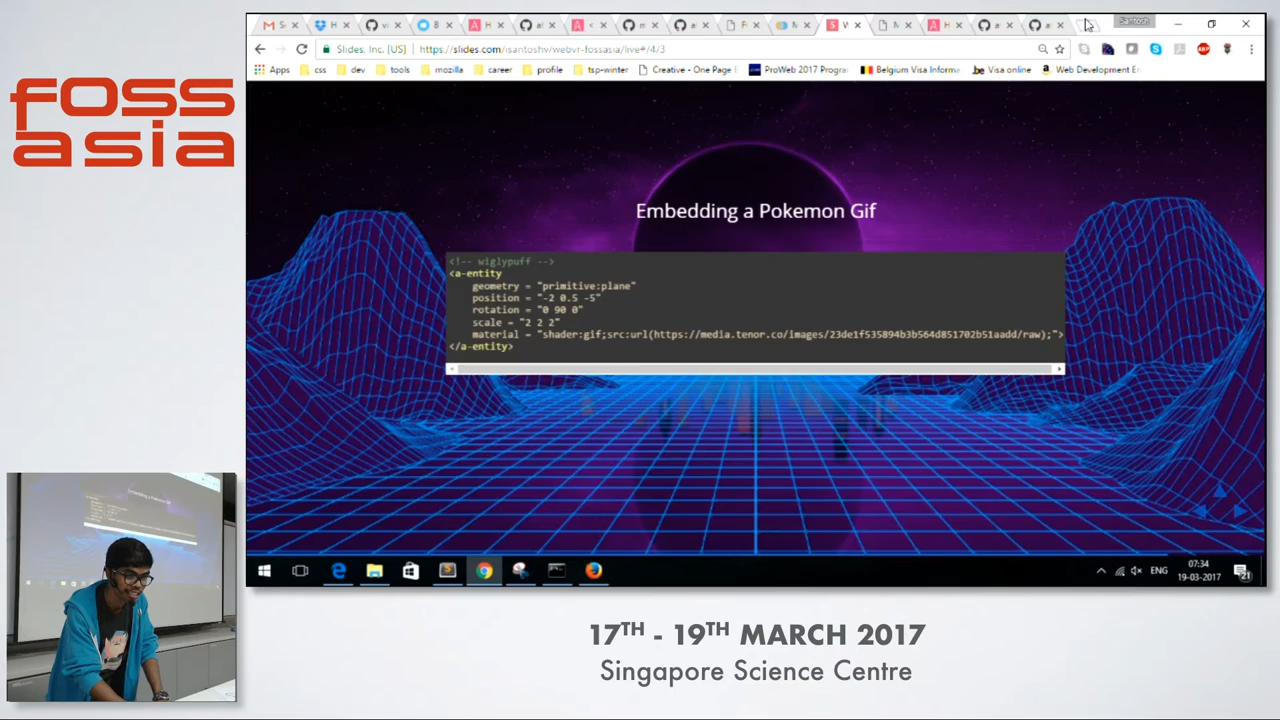 foss
asia
Santosh
Slides, Inc. [US] https://slides.com/isantoshv/webvr-fossasia/live#/4/3
Apps css dev tools mozilla career profile tsp-winter Creative - One Page ProWeb 2017 Progra Belgium Visa Informa Visa online Web Development En
Embedding a Pokemon Gif
<!-- wiglypuff -->
<a-entity
geometry = "primitive:plane"
position = "-2 0.5 -5"
rotation = "0 90 0"
scale = "2 2 2"
material = "shader:gif;src:url(https://media.tenor.co/images/23de1f535894b3b564d851702b51aadd/raw);">
</a-entity>
ENG
07:34
19-03-2017
21
17TH - 19TH MARCH 2017
Singapore Science Centre